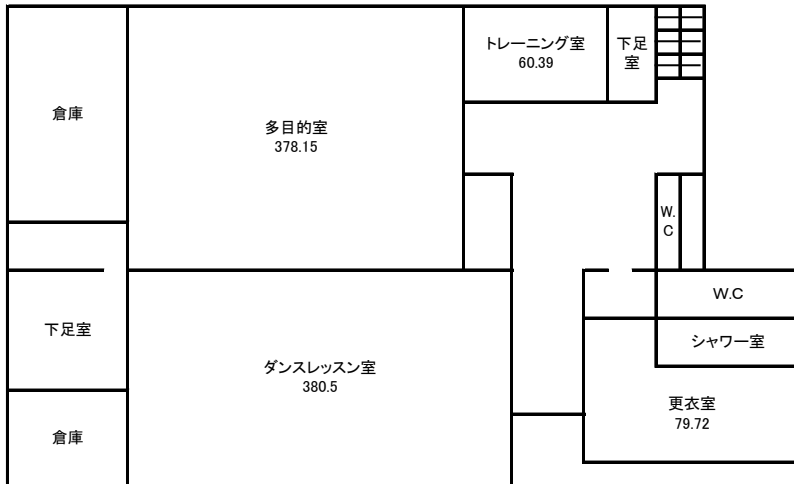 トレーニング室
60.39
下足
室
倉庫
多目的室
378.15
W.
C
W.C
下足室
シャワー室
ダンスレッスン室
380.5
更衣室
79.72
倉庫